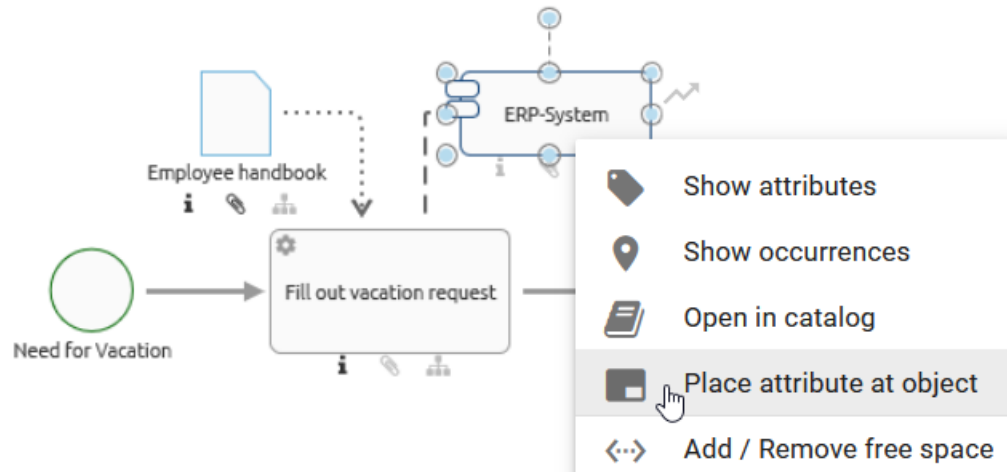 ERP-System
Employee handbook
Fill out vacation request
Need for Vacation
Show attributes
Show occurrences
Open in catalog
Place attribute at object
Add / Remove free space